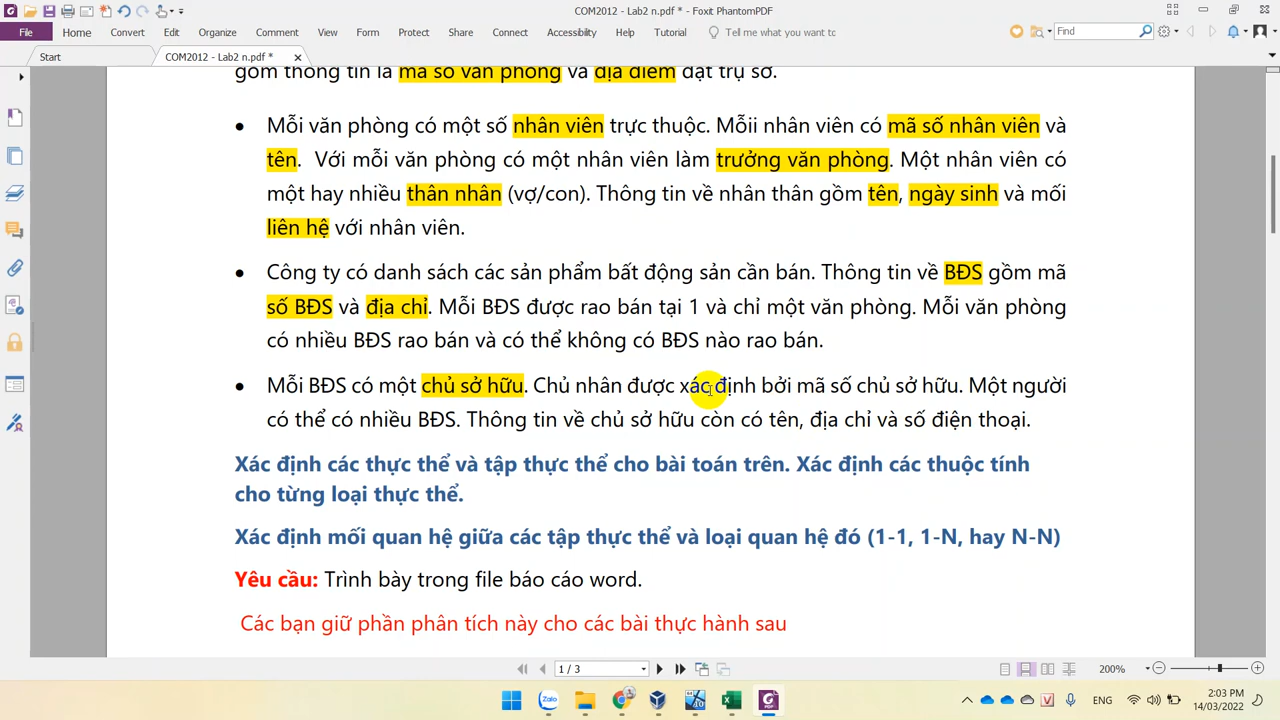 COM2012 - Lab2 n.pdf * - Foxit PhantomPDF
File Home Convert Edit Organize Comment View Form Protect Share Connect Accessibility Help Tutorial Tell me what you want tc Find
Start COM2012 - Lab2 n.pdf *
gồm thông tin là mã số văn phòng và địa điểm đặt trụ sở.
• Mỗi văn phòng có một số nhân viên trực thuộc. Mỗii nhân viên có mã số nhân viên và
tên. Với mỗi văn phòng có một nhân viên làm trưởng văn phòng. Một nhân viên có
một hay nhiều thân nhân (vợ/con). Thông tin về nhân thân gồm tên, ngày sinh và mối
liên hệ với nhân viên.
• Công ty có danh sách các sản phẩm bất động sản cần bán. Thông tin về BĐS gồm mã
số BĐS và địa chỉ. Mỗi BĐS được rao bán tại 1 và chỉ một văn phòng. Mỗi văn phòng
có nhiều BĐS rao bán và có thể không có BĐS nào rao bán.
• Mỗi BĐS có một chủ sở hữu. Chủ nhân được xác định bởi mã số chủ sở hữu. Một người
có thể có nhiều BĐS. Thông tin về chủ sở hữu còn có tên, địa chỉ và số điện thoại.
Xác định các thực thể và tập thực thể cho bài toán trên. Xác định các thuộc tính
cho từng loại thực thể.
Xác định mối quan hệ giữa các tập thực thể và loại quan hệ đó (1-1, 1-N, hay N-N)
Yêu cầu: Trình bày trong file báo cáo word.
Các bạn giữ phần phân tích này cho các bài thực hành sau
1 / 3 200%
Zalo ENG 2:03 PM
14/03/2022